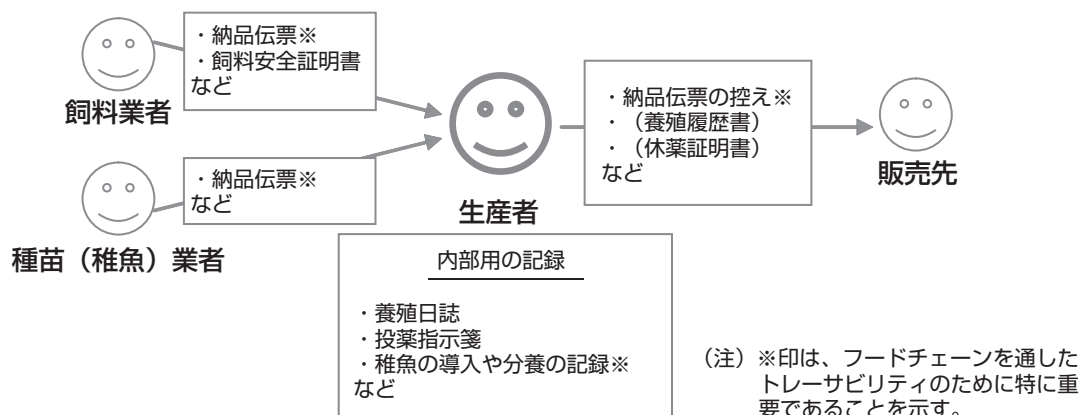 ・納品伝票※
・飼料安全証明書
など
飼料業者
・納品伝票※
など
種苗（稚魚）業者
生産者
・納品伝票の控え※
・（養殖履歴書）
・（休薬証明書）
など
販売先
内部用の記録
・養殖日誌
・投薬指示箋
・稚魚の導入や分養の記録※
など
（注）※印は、フードチェーンを通した
トレーサビリティのために特に重
要であることを示す。